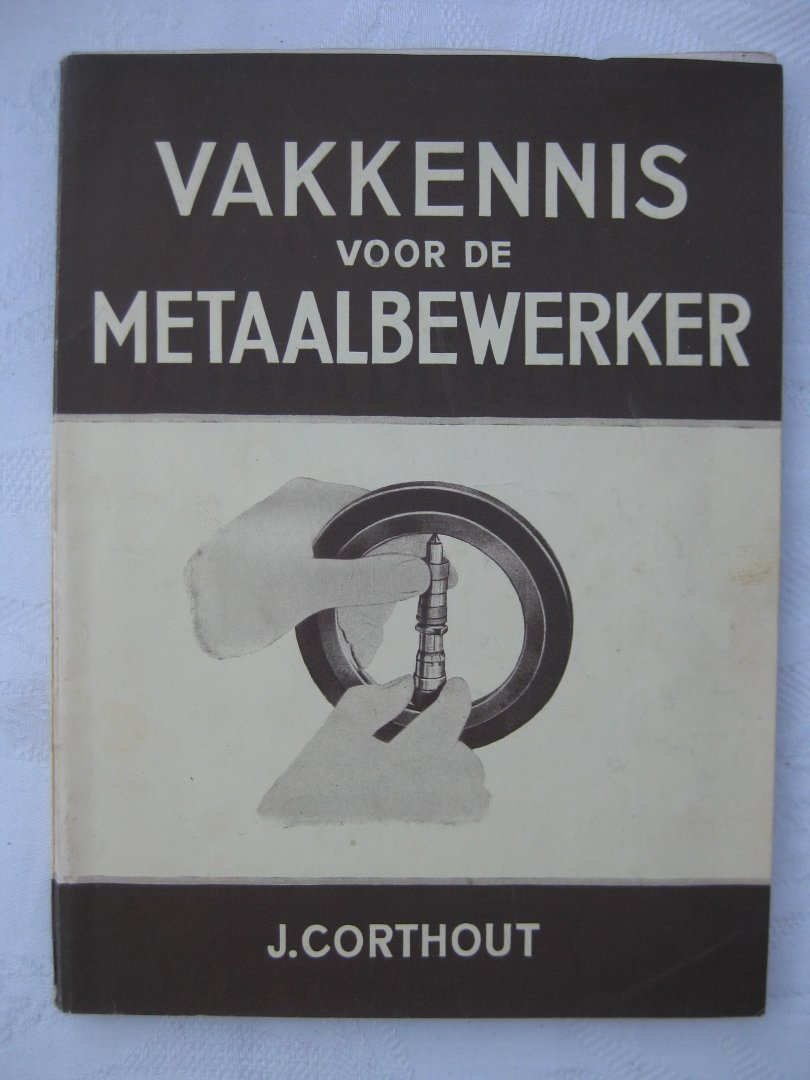 VAKKENNIS
VOOR DE
METAALBEWERKER
J. CORTHOUT